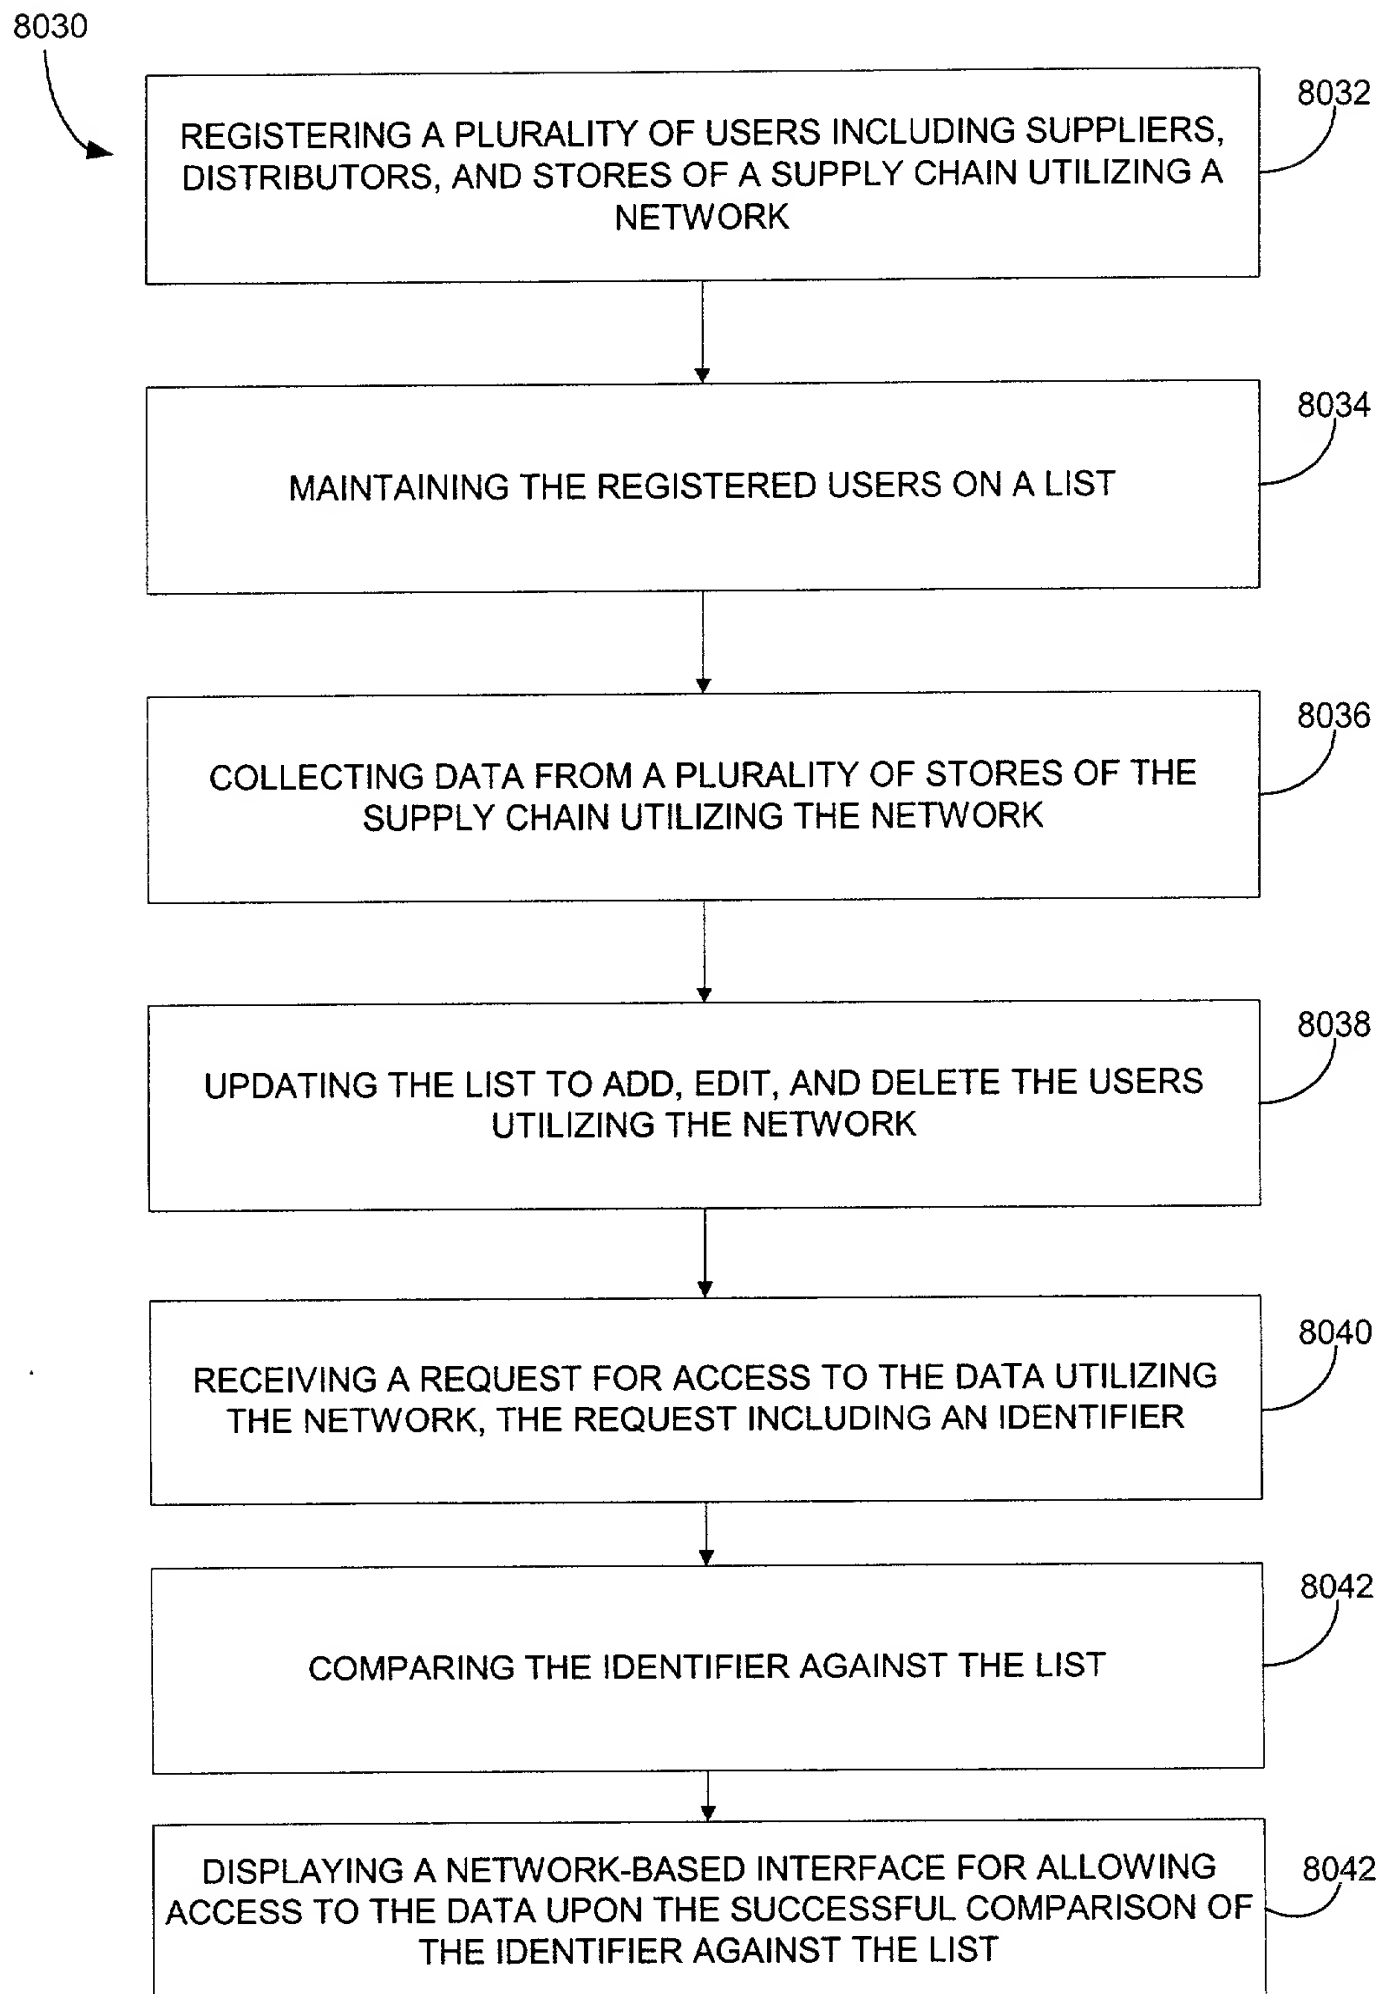 8030
8032
REGISTERING A PLURALITY OF USERS INCLUDING SUPPLIERS,
DISTRIBUTORS, AND STORES OF A SUPPLY CHAIN UTILIZING A
NETWORK
8034
MAINTAINING THE REGISTERED USERS ON A LIST
8036
COLLECTING DATA FROM A PLURALITY OF STORES OF THE
SUPPLY CHAIN UTILIZING THE NETWORK
8038
UPDATING THE LIST TO ADD, EDIT, AND DELETE THE USERS
UTILIZING THE NETWORK
8040
RECEIVING A REQUEST FOR ACCESS TO THE DATA UTILIZING
THE NETWORK, THE REQUEST INCLUDING AN IDENTIFIER
8042
COMPARING THE IDENTIFIER AGAINST THE LIST
8042
DISPLAYING A NETWORK-BASED INTERFACE FOR ALLOWING
ACCESS TO THE DATA UPON THE SUCCESSFUL COMPARISON OF
THE IDENTIFIER AGAINST THE LIST